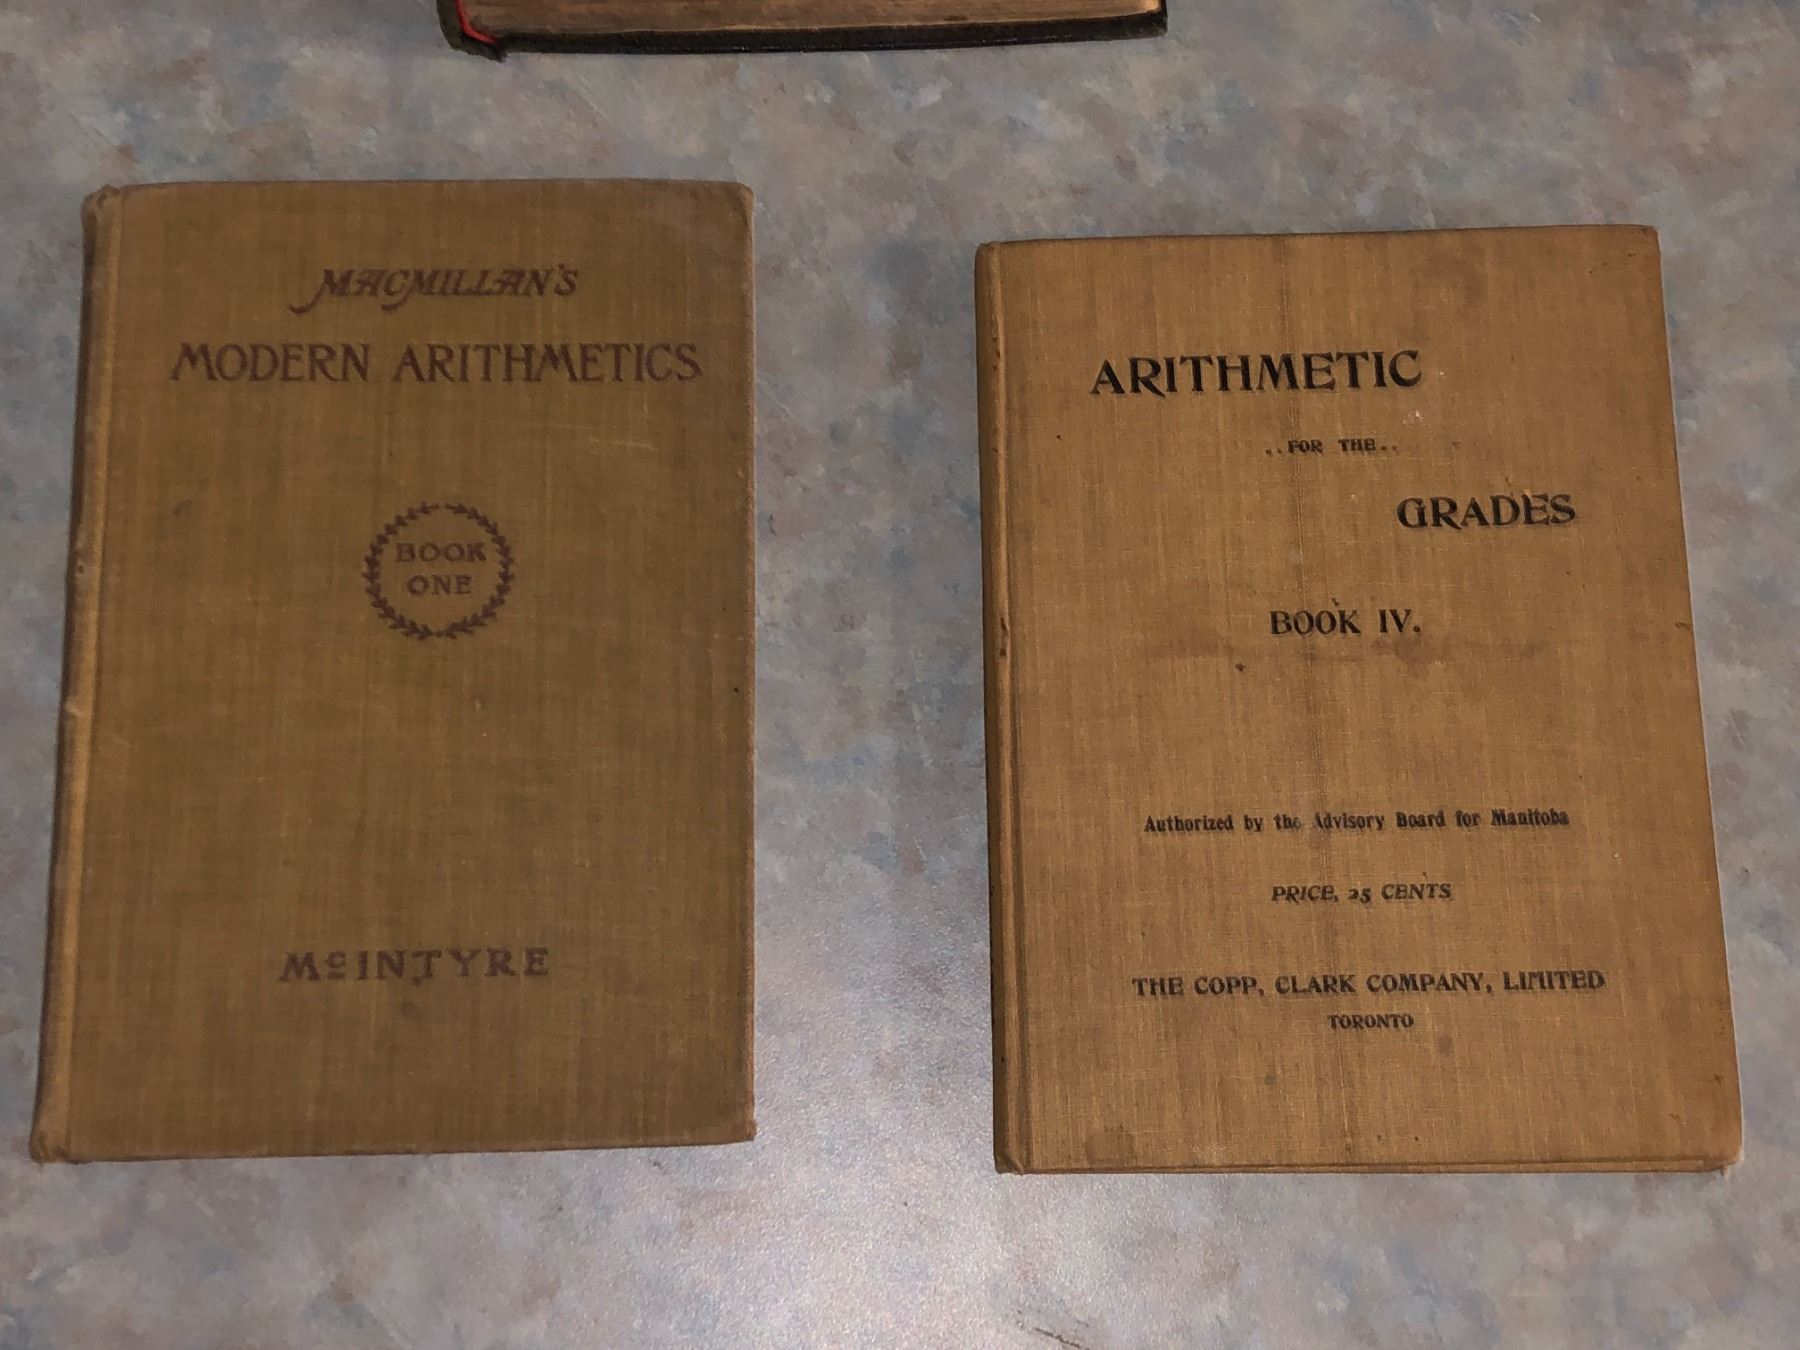 MACMILLAN'S
MODERN ARITHMETICS
BOOK
ONE
McINTYRE
ARITHMETIC
..FOR THE..
GRADES
BOOK IV.
Authorized by the Advisory Board for Manitoba
PRICE, 25 CENTS
THE COPP, CLARK COMPANY, LIMITED
TORONTO